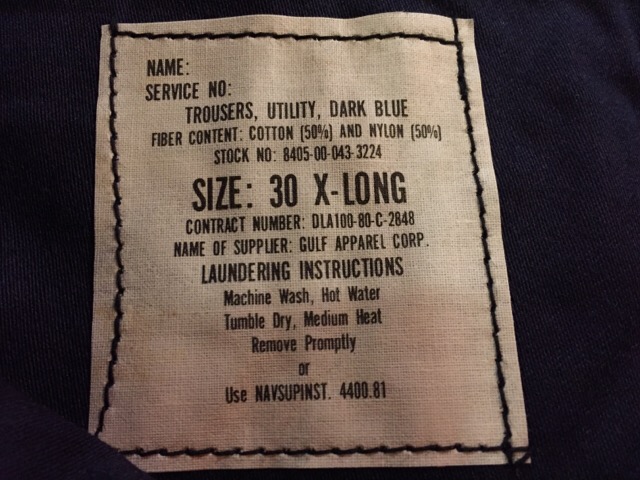 NAME:
SERVICE NO:
TROUSERS, UTILITY, DARK BLUE
FIBER CONTENT: COTTON (50%) AND NYLON (50%)
STOCK NO: 8405-00-043-3224
SIZE: 30 X-LONG
CONTRACT NUMBER: DLA100-80-C-2848
NAME OF SUPPLIER: GULF APPAREL CORP.
LAUNDERING INSTRUCTIONS
Machine Wash, Hot Water
Tumble Dry, Medium Heat
Remove Promptly
or
Use NAVSUPINST. 4400.81